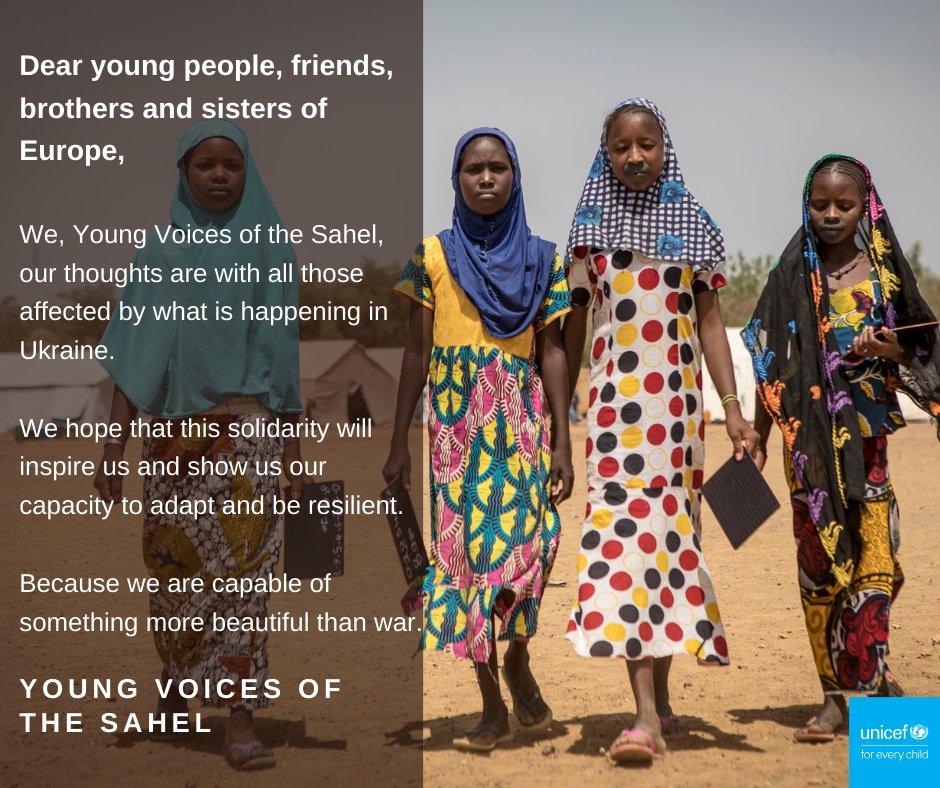 Dear young people, friends,
brothers and sisters of
Europe,
We, Young Voices of the Sahel,
our thoughts are with all those
affected by what is happening in
Ukraine.
We hope that this solidarity will
inspire us and show us our
capacity to adapt and be resilient.
Because we are capable of
something more beautiful than war.
YOUNG VOICES OF
THE SAHEL
unicef
for every child